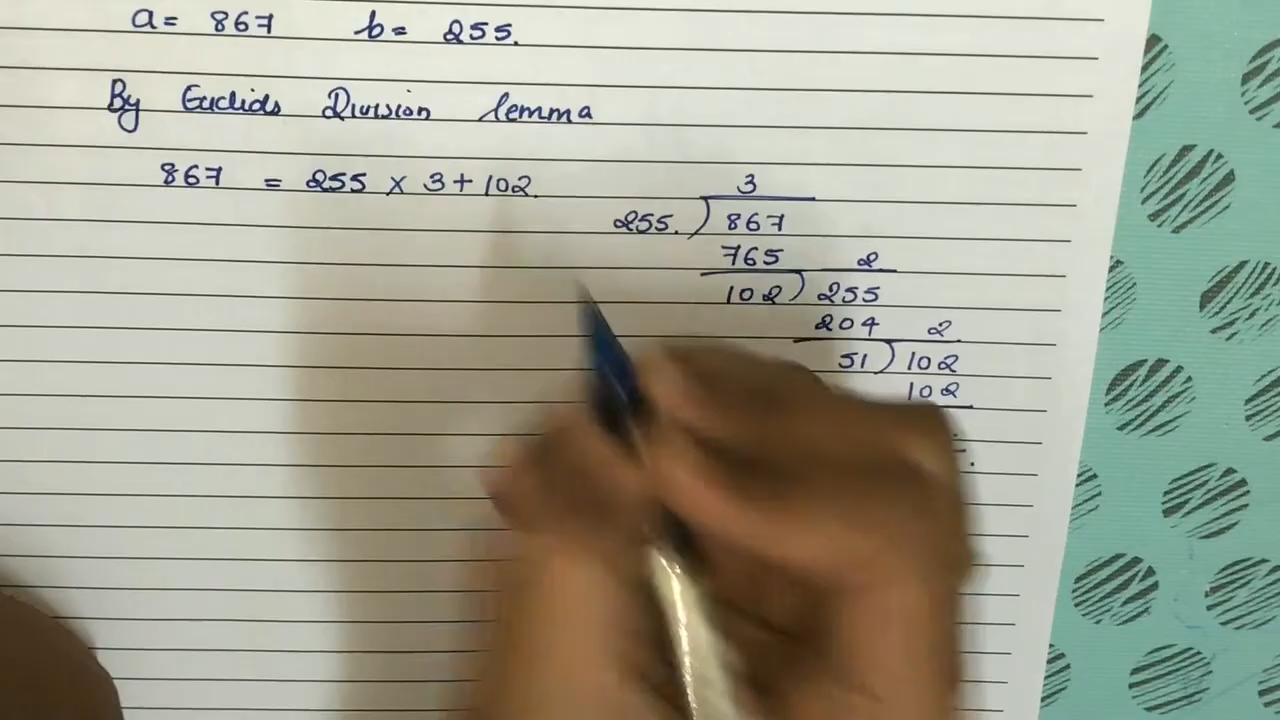 a = 867 b = 255.
By Euclids Division lemma
867 = 255 × 3 + 102.
3
255. ) 867
765 2
102 ) 255
204 2
51 ) 102
102